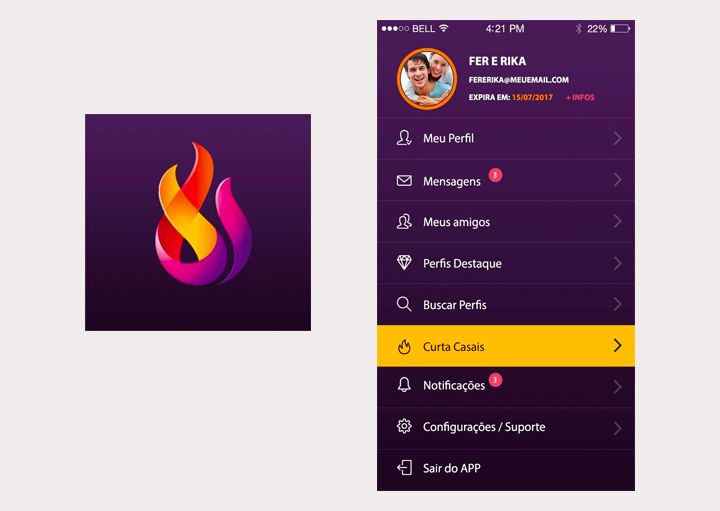 BELL 4:21 PM 22%
FER E RIKA
FERERIKA@MEUEMAIL.COM
EXPIRA EM: 15/07/2017 + INFOS
Meu Perfil
Mensagens 3
Meus amigos
Perfis Destaque
Buscar Perfis
Curta Casais
Notificações 3
Configurações / Suporte
Sair do APP